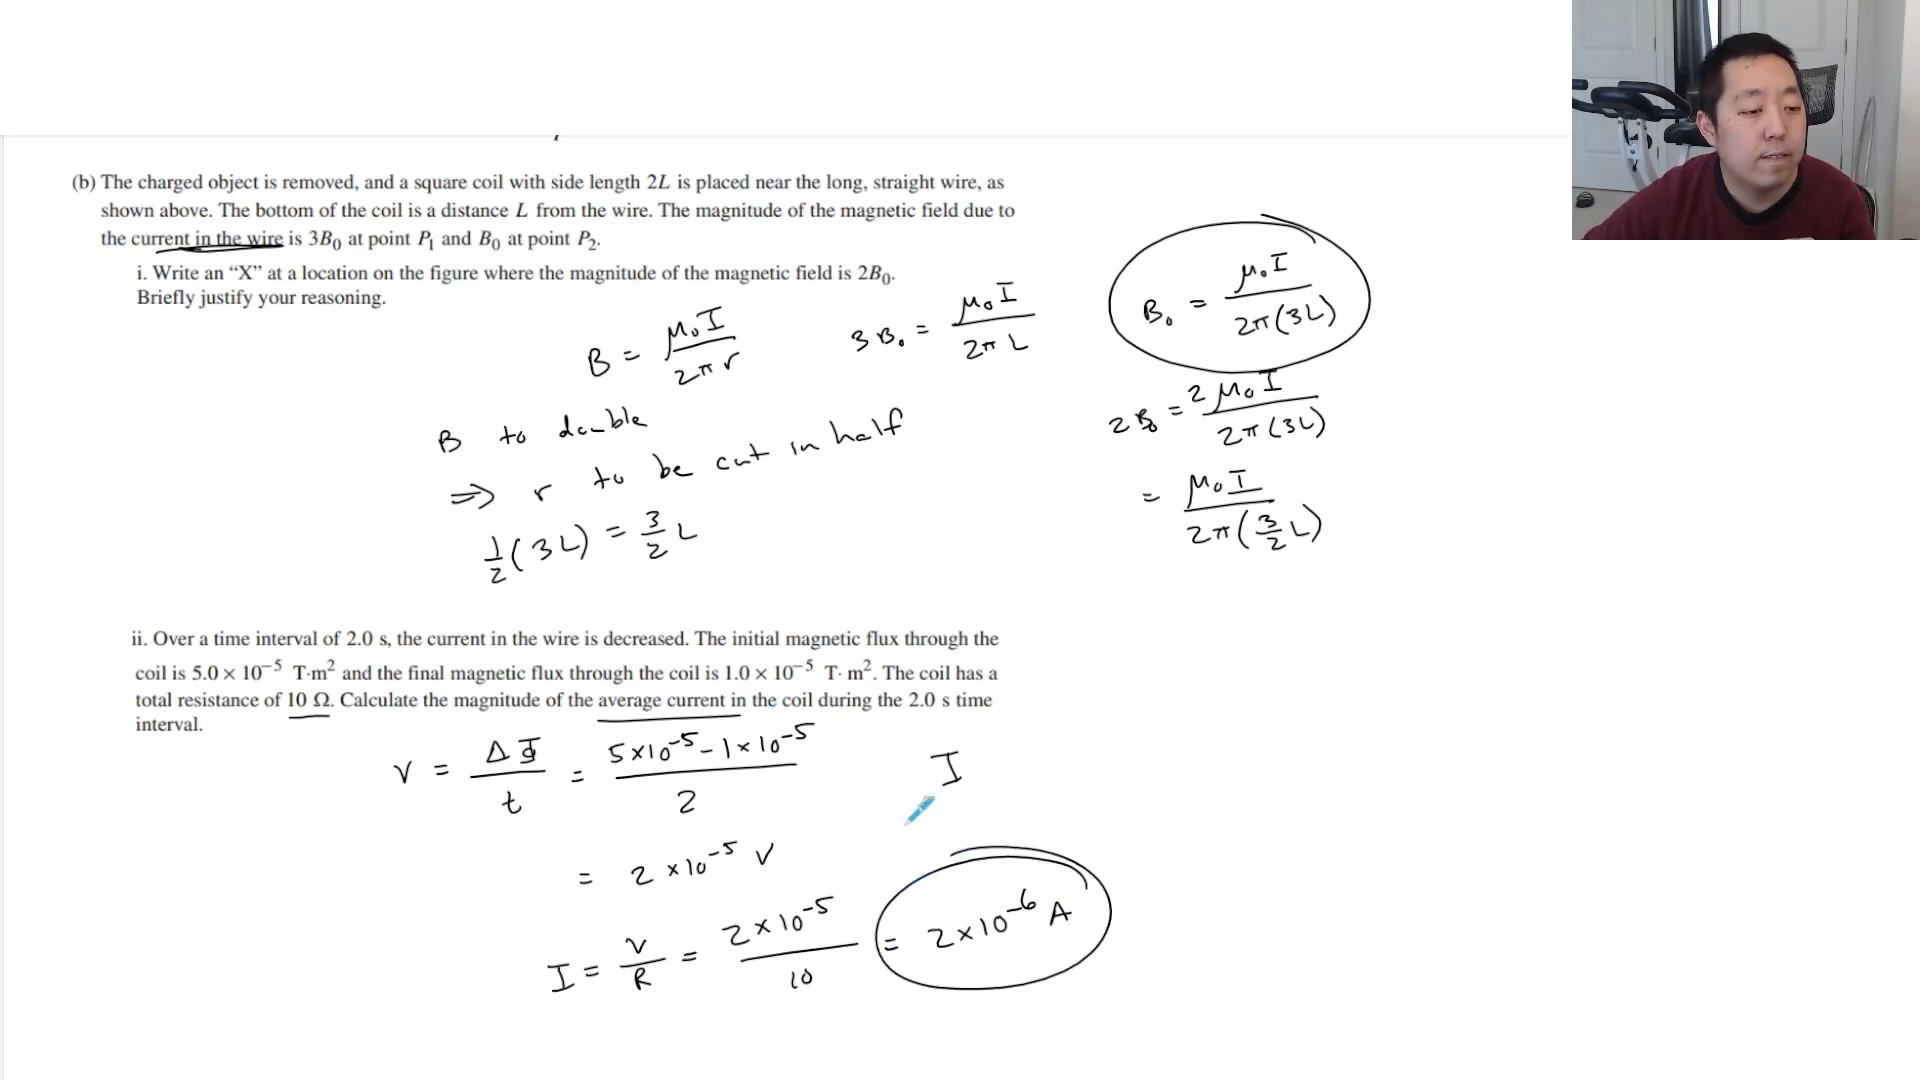 (b) The charged object is removed, and a square coil with side length 2L is placed near the long, straight wire, as
shown above. The bottom of the coil is a distance L from the wire. The magnitude of the magnetic field due to
the current in the wire is 3B₀ at point P₁ and B₀ at point P₂.
i. Write an “X” at a location on the figure where the magnitude of the magnetic field is 2B₀.
Briefly justify your reasoning.
B = μ₀I / 2πr
3B₀ = μ₀I / 2πL
B₀ = μ₀I / 2π(3L)
2B₀ = 2μ₀I / 2π(3L)
= μ₀I / 2π(3/2 L)
B to double
⇒ r to be cut in half
1/2(3L) = 3/2 L
ii. Over a time interval of 2.0 s, the current in the wire is decreased. The initial magnetic flux through the
coil is 5.0 × 10⁻⁵ T·m² and the final magnetic flux through the coil is 1.0 × 10⁻⁵ T· m². The coil has a
total resistance of 10 Ω. Calculate the magnitude of the average current in the coil during the 2.0 s time
interval.
V = ΔΦ / t = 5×10⁻⁵ - 1×10⁻⁵ / 2
I
= 2 ×10⁻⁵ V
I = V / R = 2×10⁻⁵ / 10 = 2×10⁻⁶ A